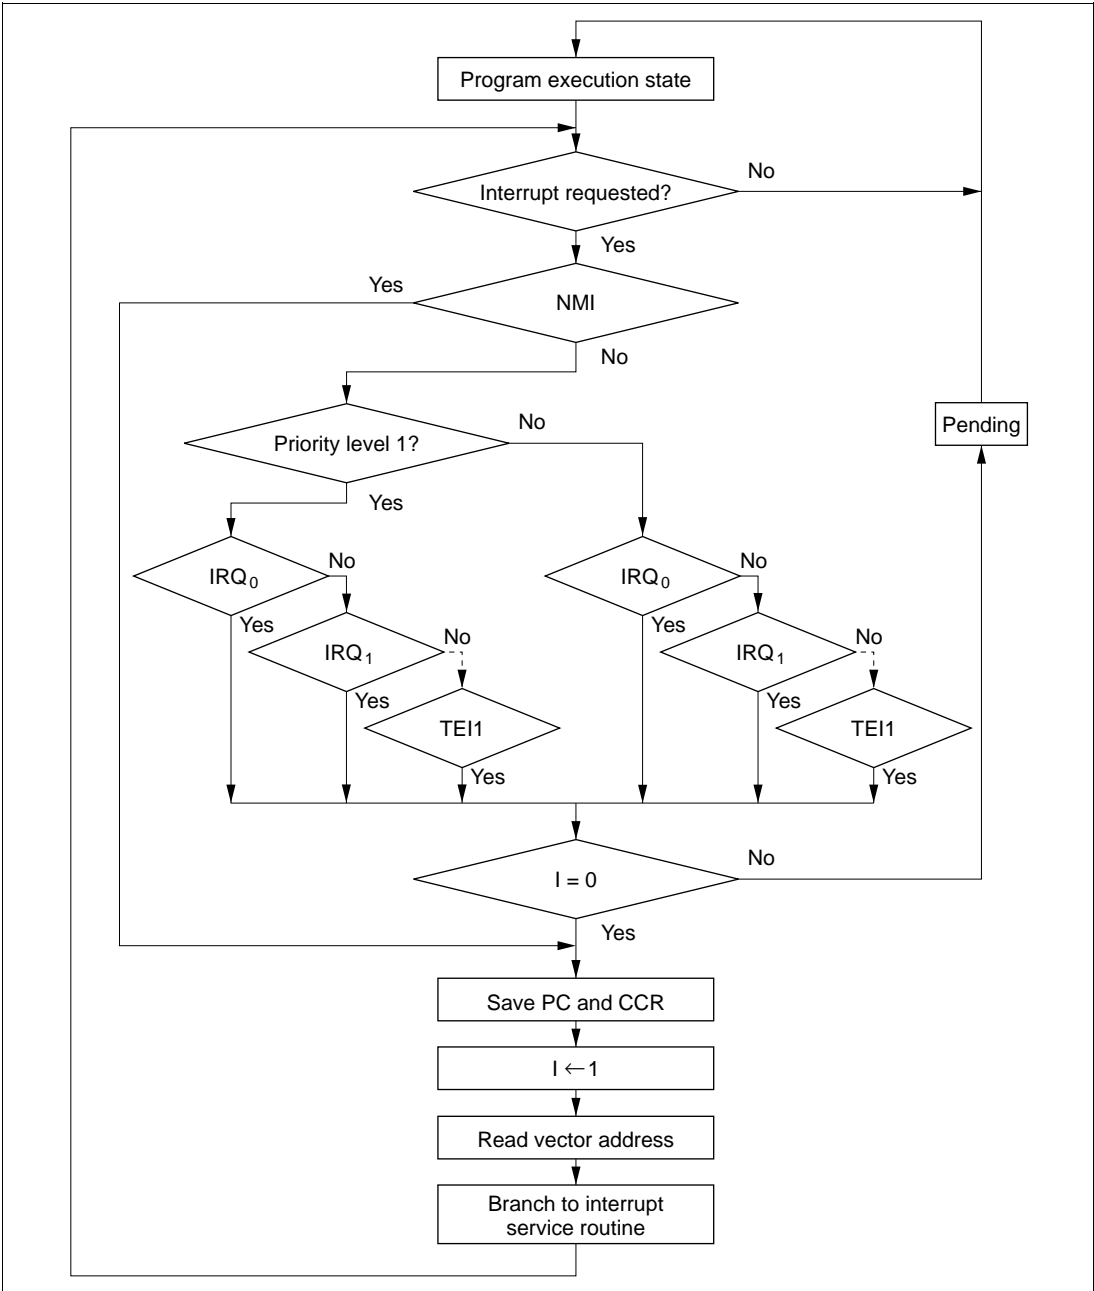 Program execution state
Interrupt requested?
No
Yes
Yes
NMI
No
Priority level 1?
No
Pending
Yes
IRQ0
No
IRQ0
No
Yes
IRQ1
No
Yes
IRQ1
No
Yes
TEI1
Yes
TEI1
Yes
Yes
I = 0
No
Yes
Save PC and CCR
I ← 1
Read vector address
Branch to interrupt
service routine